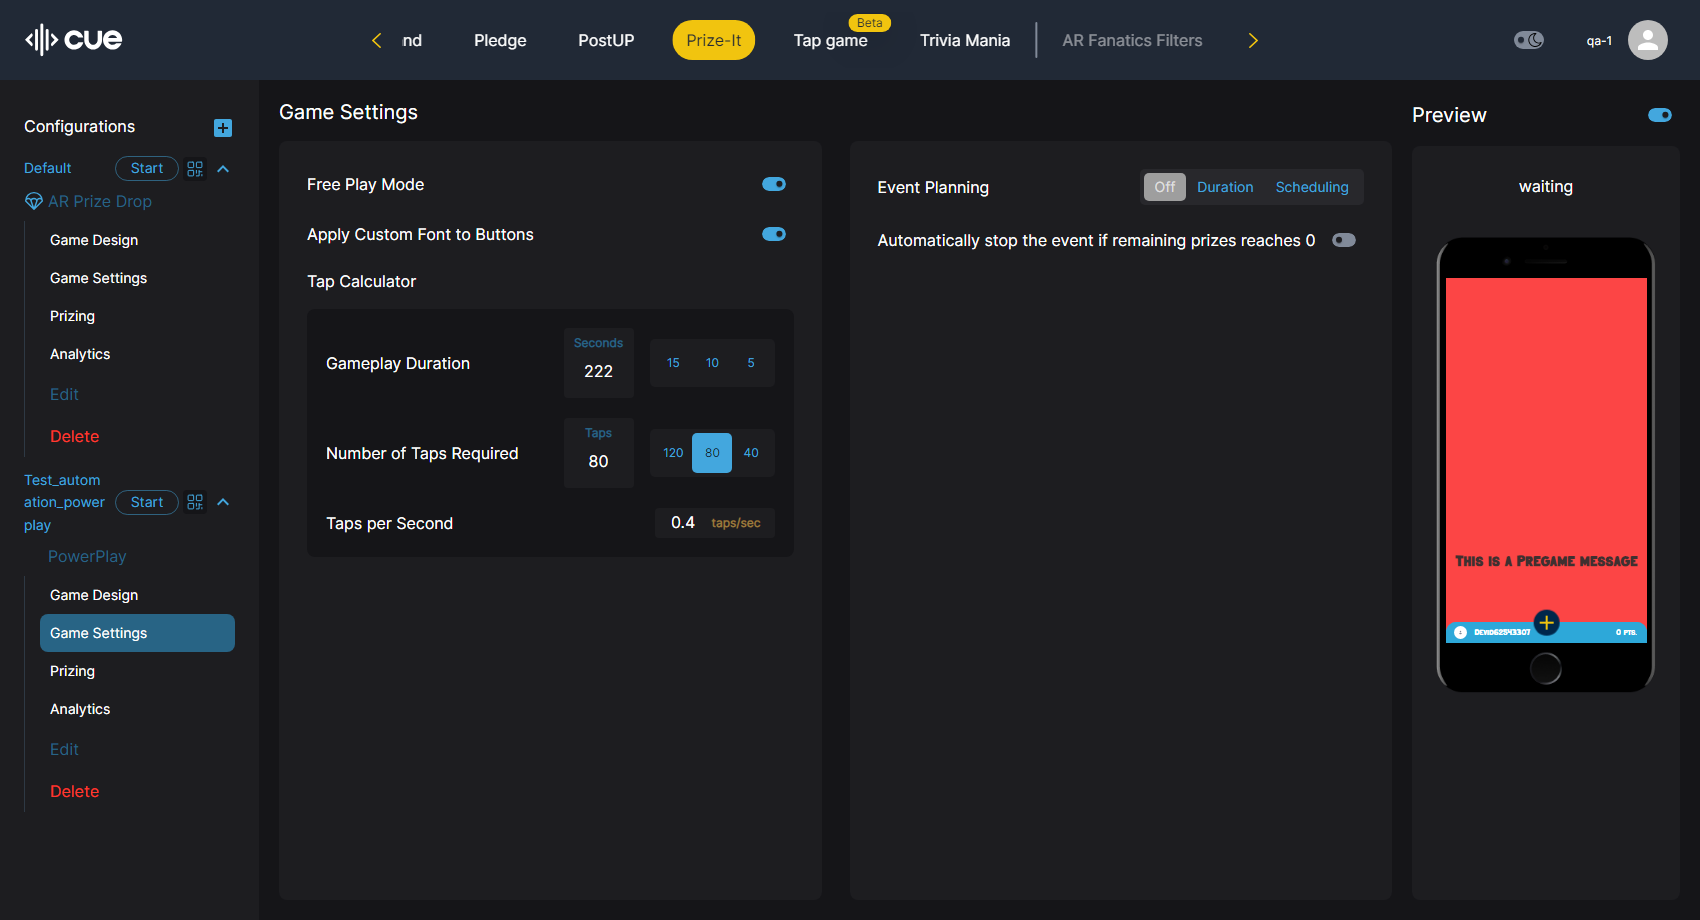 cue
nd
Pledge
PostUP
Prize-It
Beta
Tap game
Trivia Mania
AR Fanatics Filters
qa-1
Configurations
Default
Start
AR Prize Drop
Game Design
Game Settings
Prizing
Analytics
Edit
Delete
Test_autom
ation_power
play
Start
PowerPlay
Game Design
Game Settings
Prizing
Analytics
Edit
Delete
Game Settings
Free Play Mode
Apply Custom Font to Buttons
Tap Calculator
Gameplay Duration
Seconds
222
15 10 5
Number of Taps Required
Taps
80
120 80 40
Taps per Second
0.4 taps/sec
Event Planning
Off Duration Scheduling
Automatically stop the event if remaining prizes reaches 0
Preview
waiting
This is a Pregame message
Devid62543307
0 pts.